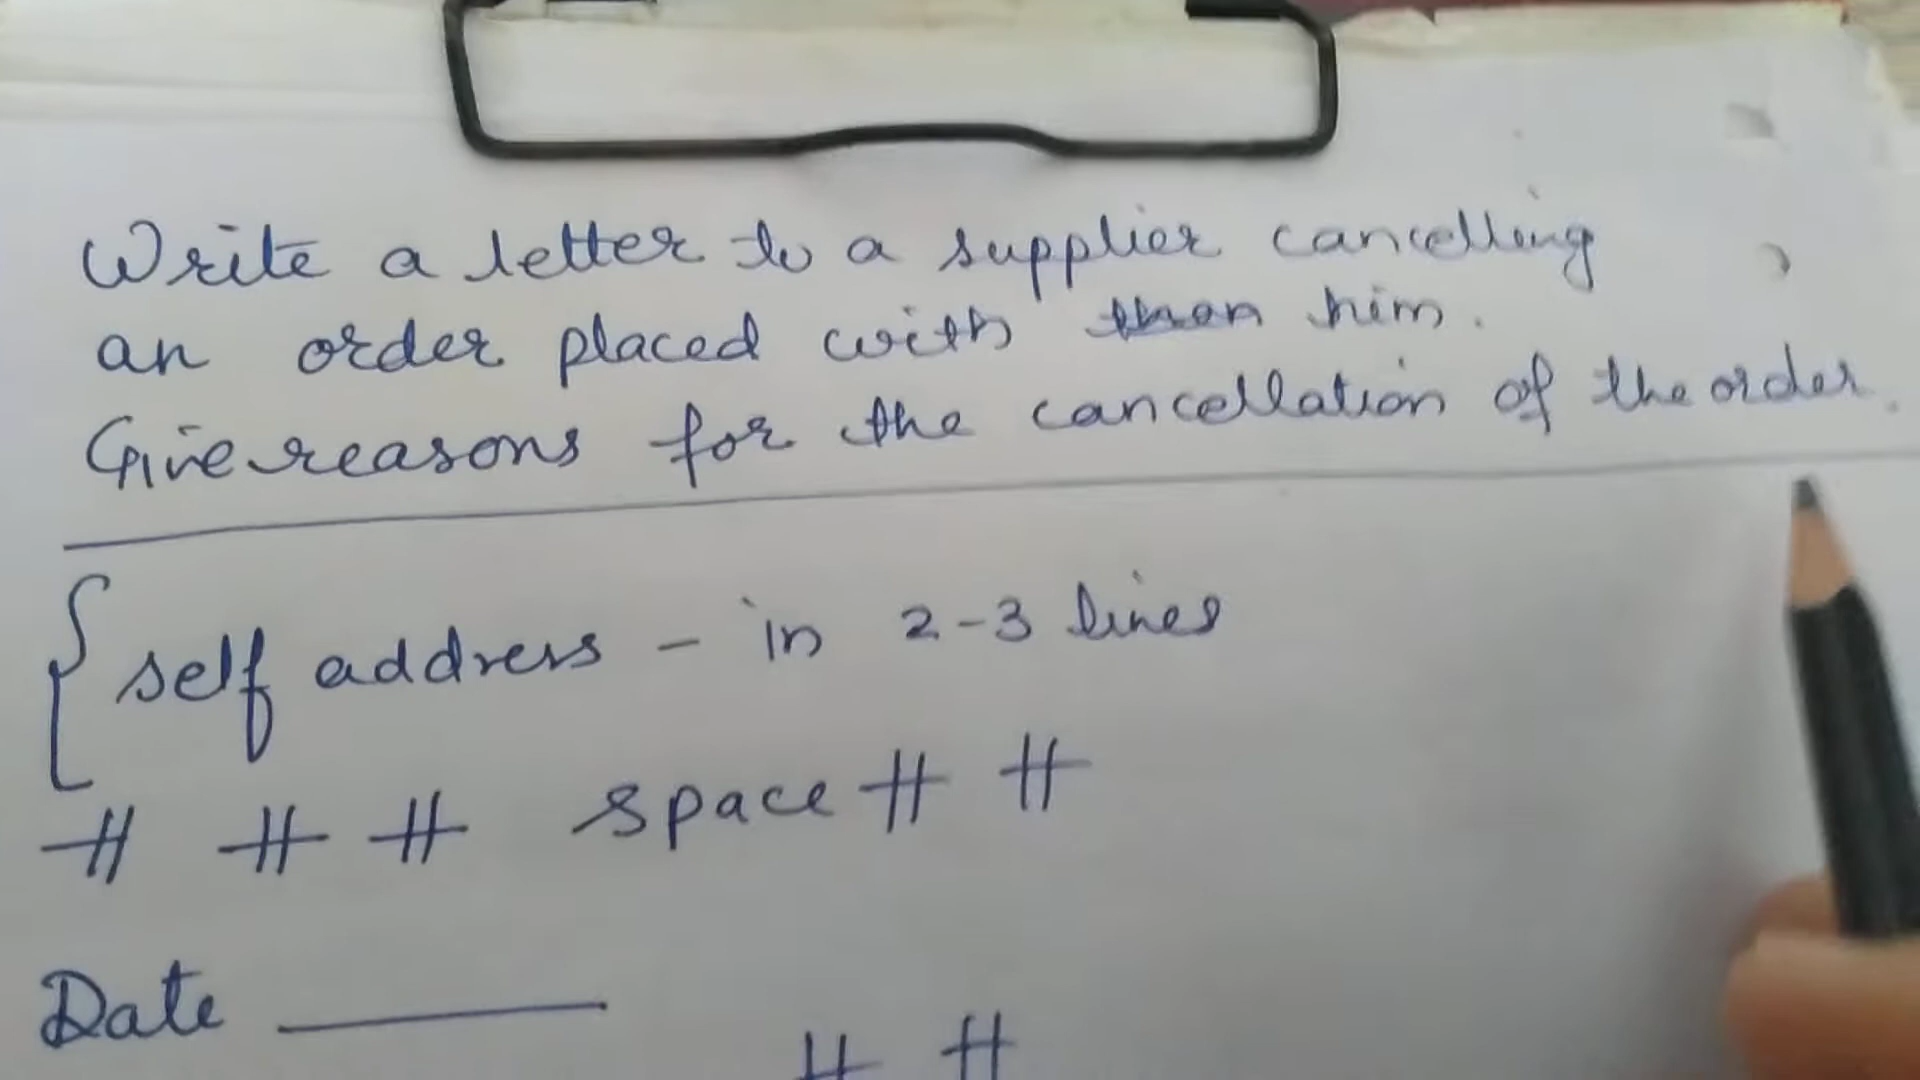 Write a letter to a supplier cancelling
an order placed with him.
Give reasons for the cancellation of the order.
self address - in 2-3 lines
# # # space # #
Date ______
# #